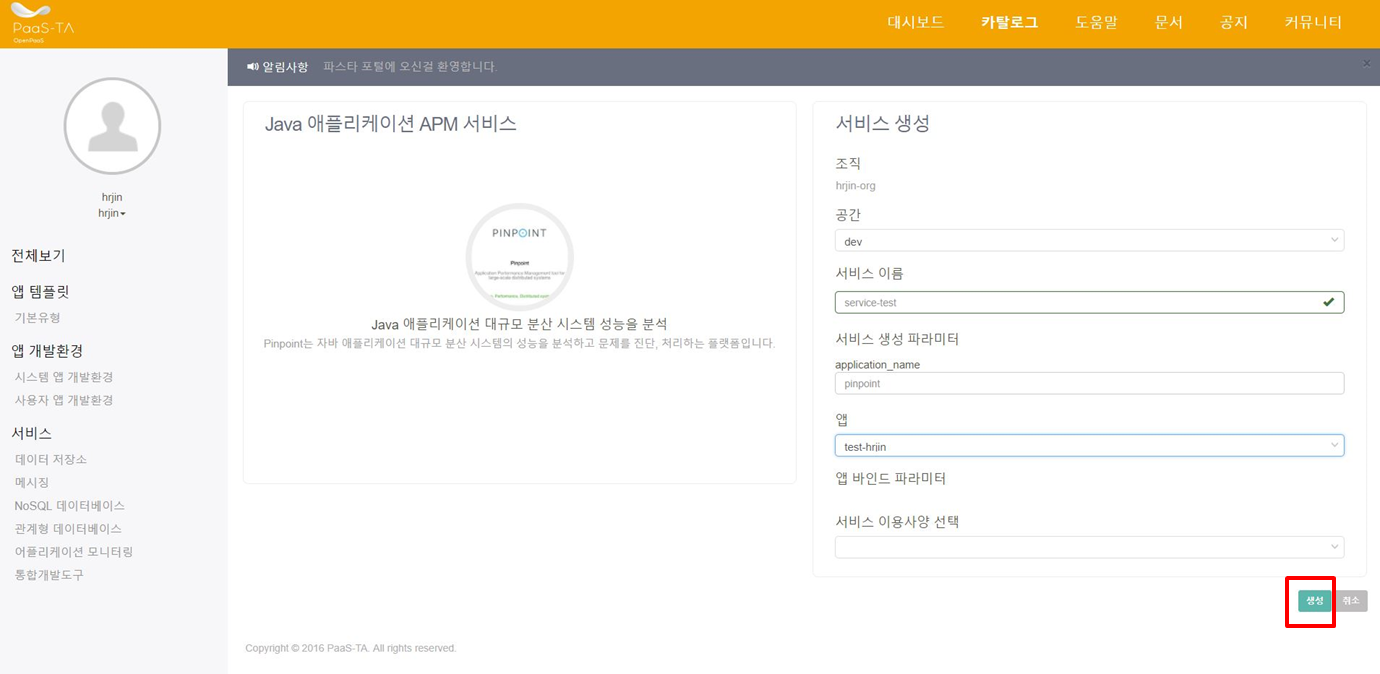 PaaS-TA
OpenPaaS
대시보드 카탈로그 도움말 문서 공지 커뮤니티
알림사항 파스타 포털에 오신걸 환영합니다.
hrjin
hrjin
전체보기
앱 템플릿
기본유형
앱 개발환경
시스템 앱 개발환경
사용자 앱 개발환경
서비스
데이터 저장소
메시징
NoSQL 데이터베이스
관계형 데이터베이스
어플리케이션 모니터링
통합개발도구
Java 애플리케이션 APM 서비스
PINPOINT
Pinpoint
Application Performance Management tool for
large-scale distributed systems
Java 애플리케이션 대규모 분산 시스템 성능을 분석
Pinpoint는 자바 애플리케이션 대규모 분산 시스템의 성능을 분석하고 문제를 진단, 처리하는 플랫폼입니다.
서비스 생성
조직
hrjin-org
공간
dev
서비스 이름
service-test
서비스 생성 파라미터
application_name
pinpoint
앱
test-hrjin
앱 바인드 파라미터
서비스 이용사양 선택
생성 취소
Copyright © 2016 PaaS-TA. All rights reserved.